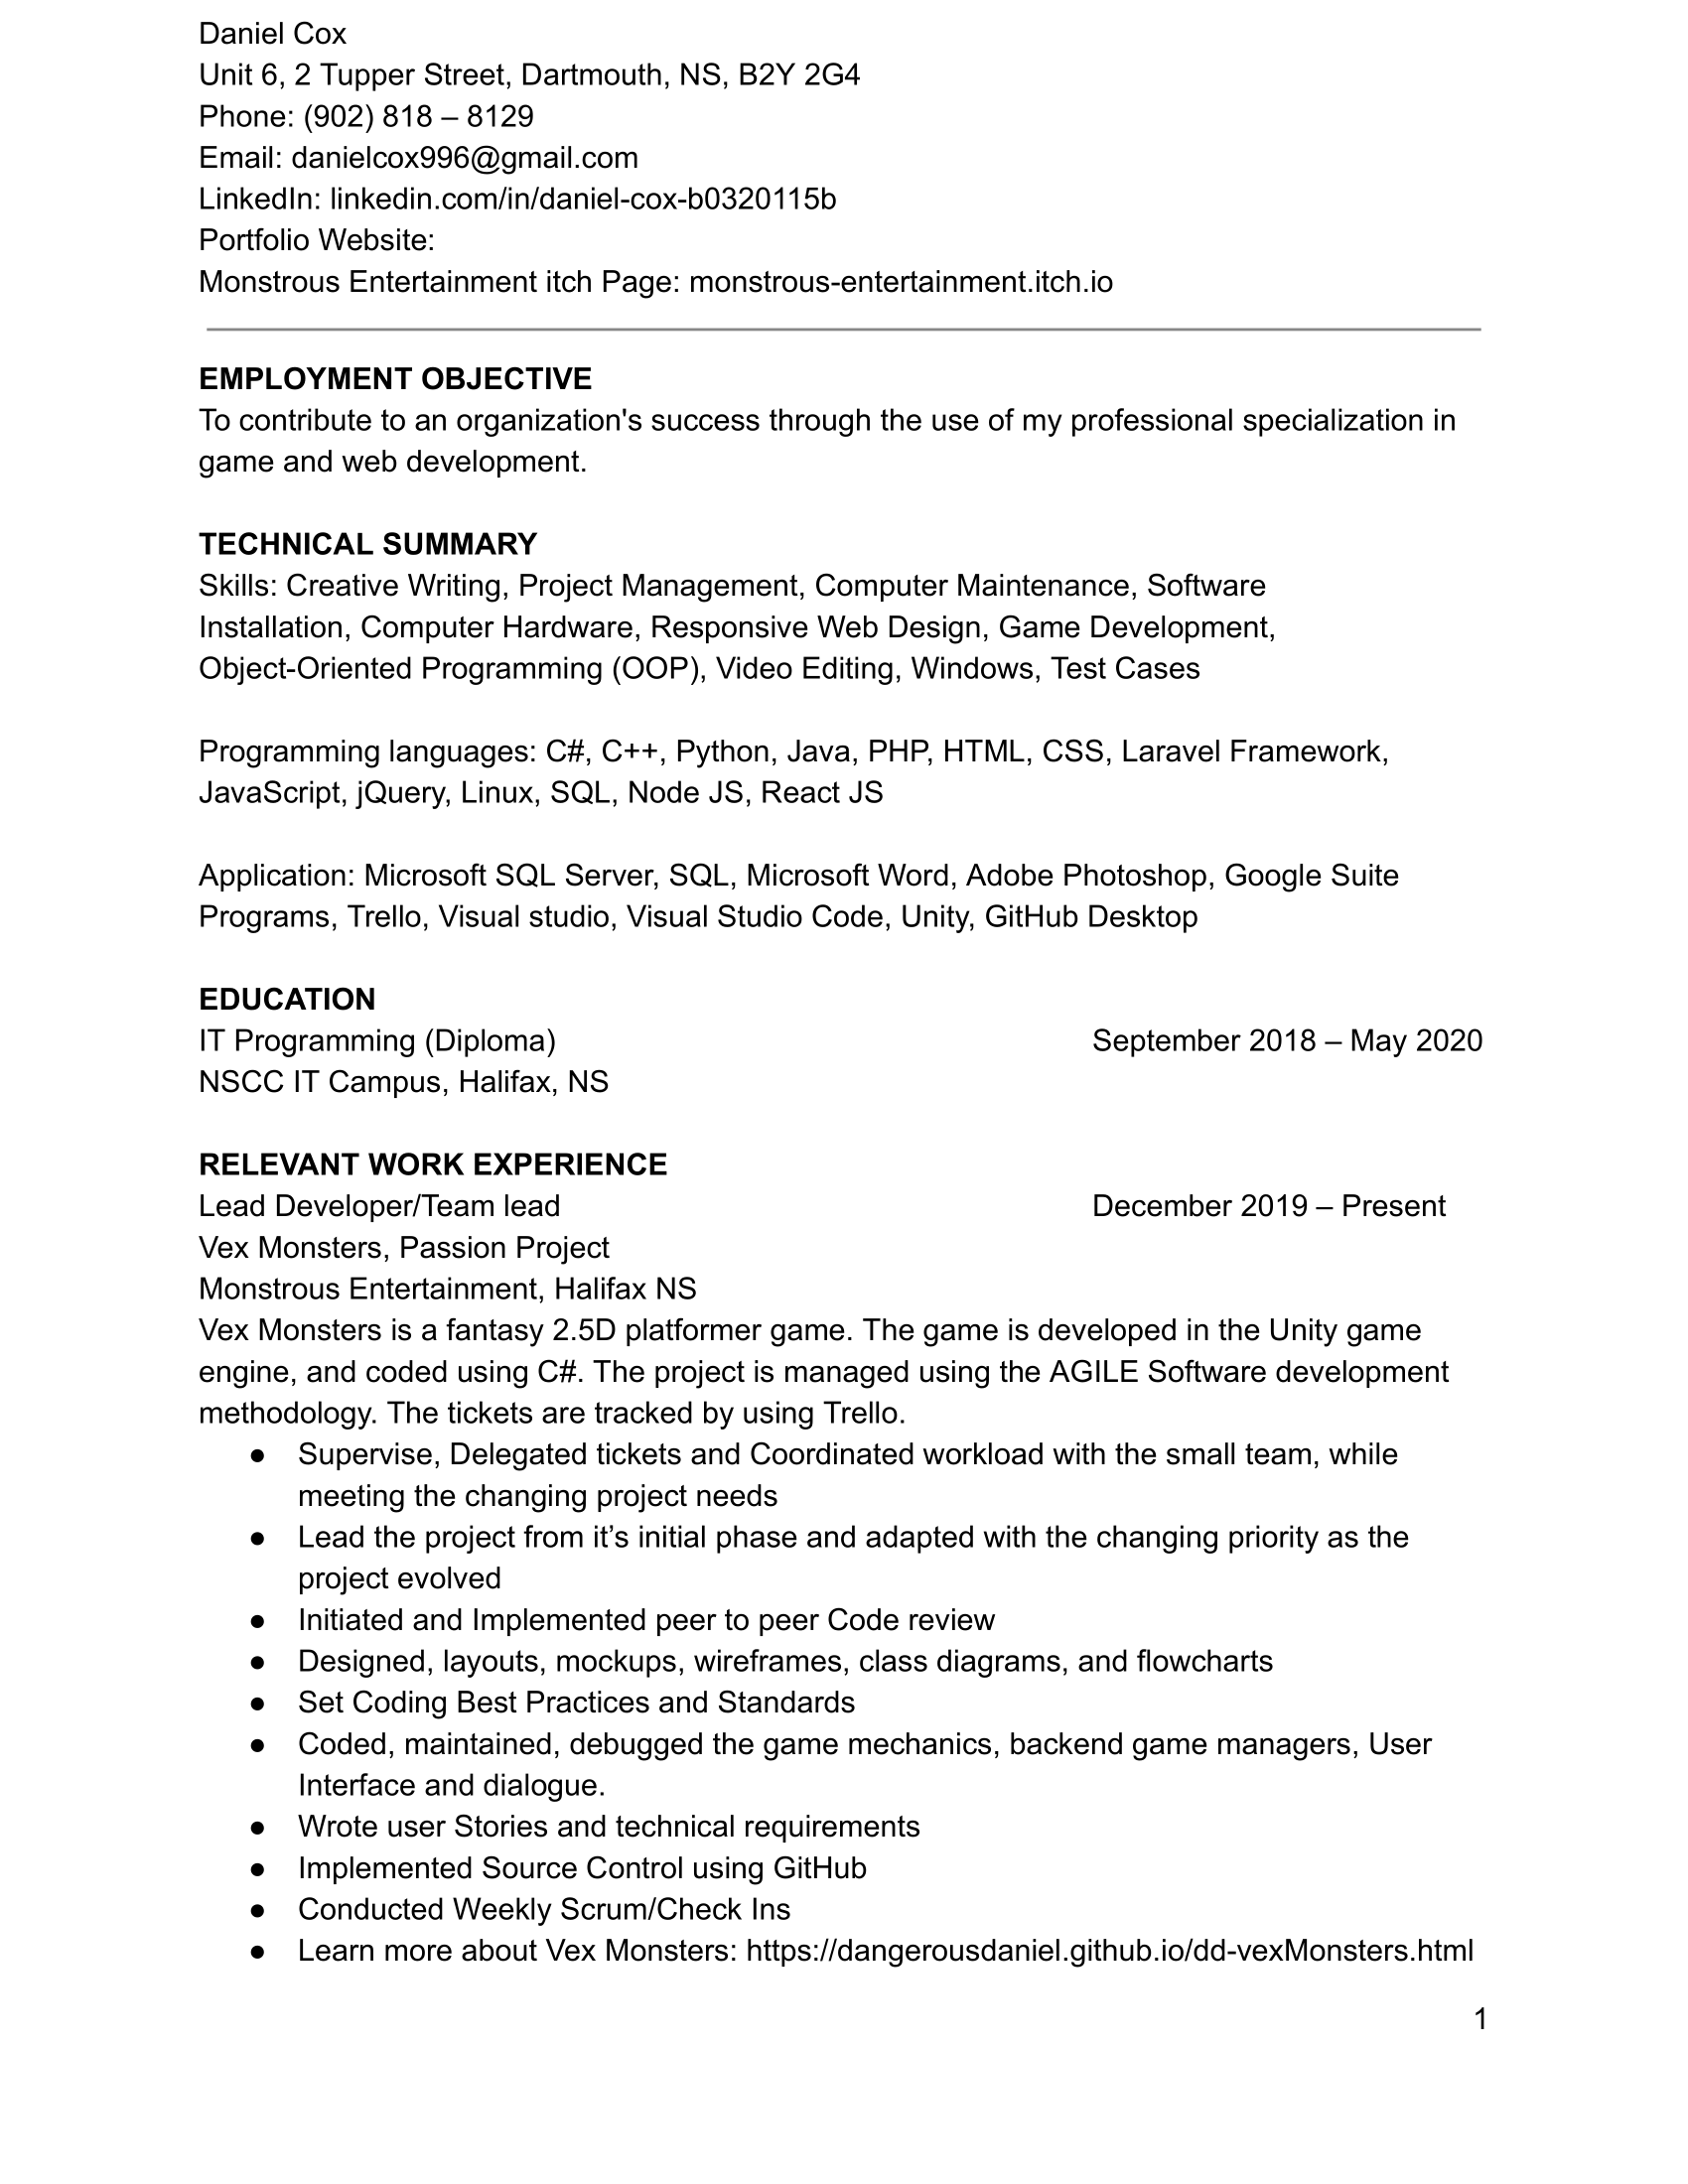 Daniel Cox
Unit 6, 2 Tupper Street, Dartmouth, NS, B2Y 2G4
Phone: (902) 818 – 8129
Email: danielcox996@gmail.com
LinkedIn: linkedin.com/in/daniel-cox-b0320115b
Portfolio Website:
Monstrous Entertainment itch Page: monstrous-entertainment.itch.io
EMPLOYMENT OBJECTIVE
To contribute to an organization's success through the use of my professional specialization in
game and web development.
TECHNICAL SUMMARY
Skills: Creative Writing, Project Management, Computer Maintenance, Software
Installation, Computer Hardware, Responsive Web Design, Game Development,
Object-Oriented Programming (OOP), Video Editing, Windows, Test Cases
Programming languages: C#, C++, Python, Java, PHP, HTML, CSS, Laravel Framework,
JavaScript, jQuery, Linux, SQL, Node JS, React JS
Application: Microsoft SQL Server, SQL, Microsoft Word, Adobe Photoshop, Google Suite
Programs, Trello, Visual studio, Visual Studio Code, Unity, GitHub Desktop
EDUCATION
IT Programming (Diploma) September 2018 – May 2020
NSCC IT Campus, Halifax, NS
RELEVANT WORK EXPERIENCE
Lead Developer/Team lead December 2019 – Present
Vex Monsters, Passion Project
Monstrous Entertainment, Halifax NS
Vex Monsters is a fantasy 2.5D platformer game. The game is developed in the Unity game
engine, and coded using C#. The project is managed using the AGILE Software development
methodology. The tickets are tracked by using Trello.
● Supervise, Delegated tickets and Coordinated workload with the small team, while
meeting the changing project needs
● Lead the project from it’s initial phase and adapted with the changing priority as the
project evolved
● Initiated and Implemented peer to peer Code review
● Designed, layouts, mockups, wireframes, class diagrams, and flowcharts
● Set Coding Best Practices and Standards
● Coded, maintained, debugged the game mechanics, backend game managers, User
Interface and dialogue.
● Wrote user Stories and technical requirements
● Implemented Source Control using GitHub
● Conducted Weekly Scrum/Check Ins
● Learn more about Vex Monsters: https://dangerousdaniel.github.io/dd-vexMonsters.html
1